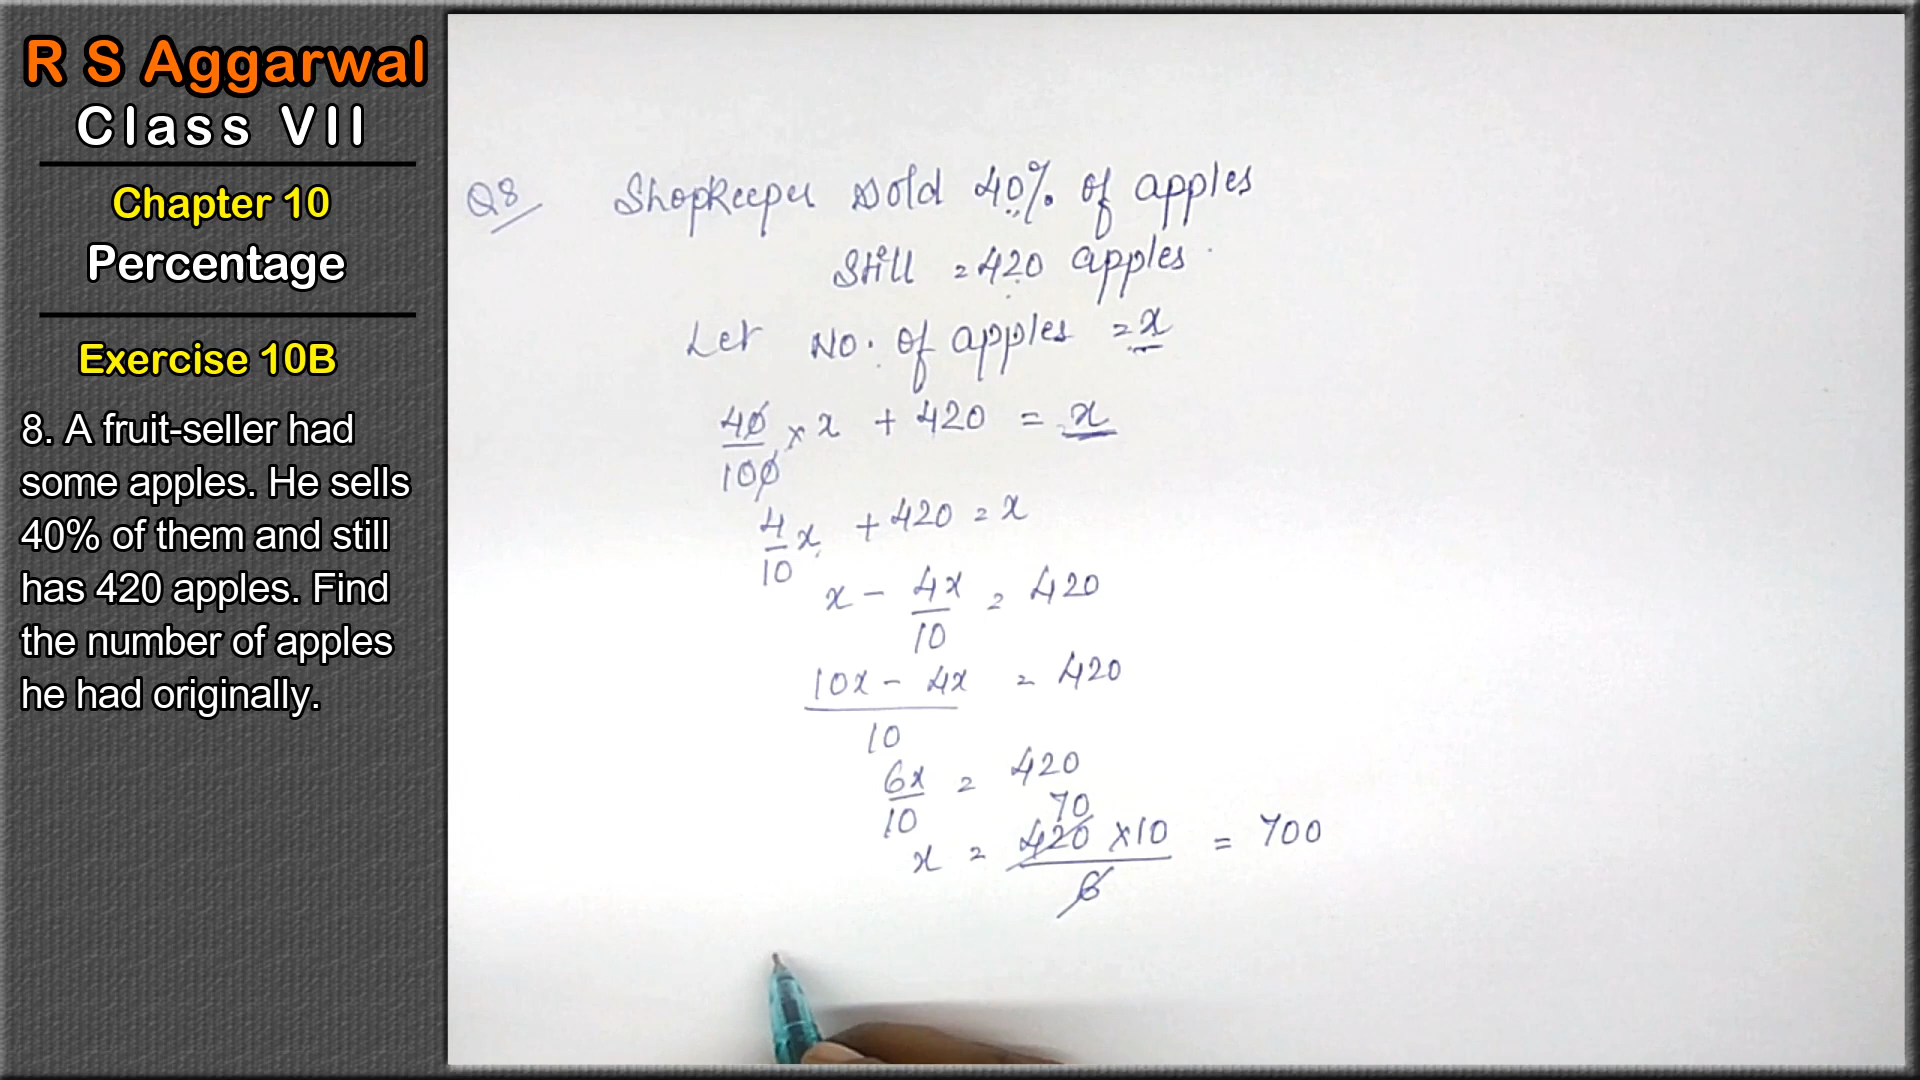 R S Aggarwal
Class VII
Chapter 10
Percentage
Exercise 10B
8. A fruit-seller had
some apples. He sells
40% of them and still
has 420 apples. Find
the number of apples
he had originally.
Q8 Shopkeeper sold 40% of apples
Still = 420 apples
Let No. of apples = x
40/100 × x + 420 = x
4/10 x + 420 = x
x - 4x/10 = 420
10x - 4x / 10 = 420
6x/10 = 420
70
x = 420 × 10 / 6 = 700